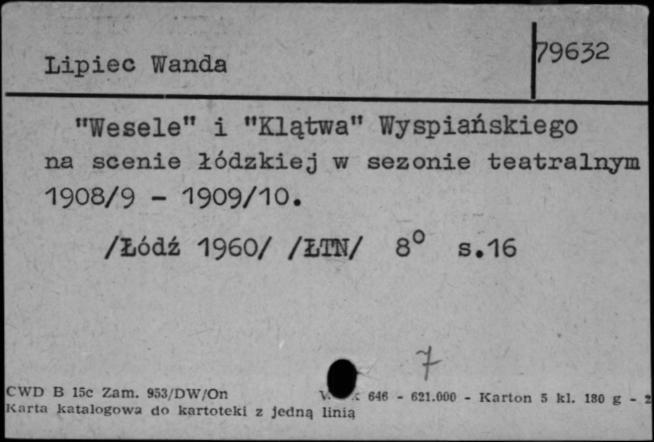 Lipiec Wanda
79632
"Wesele" i "Klątwa" Wyspiańskiego
na scenie łódzkiej w sezonie teatralnym
1908/9 - 1909/10.
/Łódź 1960/ /ŁTN/ 8° s.16
7
CWD B 15c Zam. 953/DW/On 646 - 621.000 - Karton 5 kl. 180 g -
Karta katalogowa do kartoteki z jedną linią